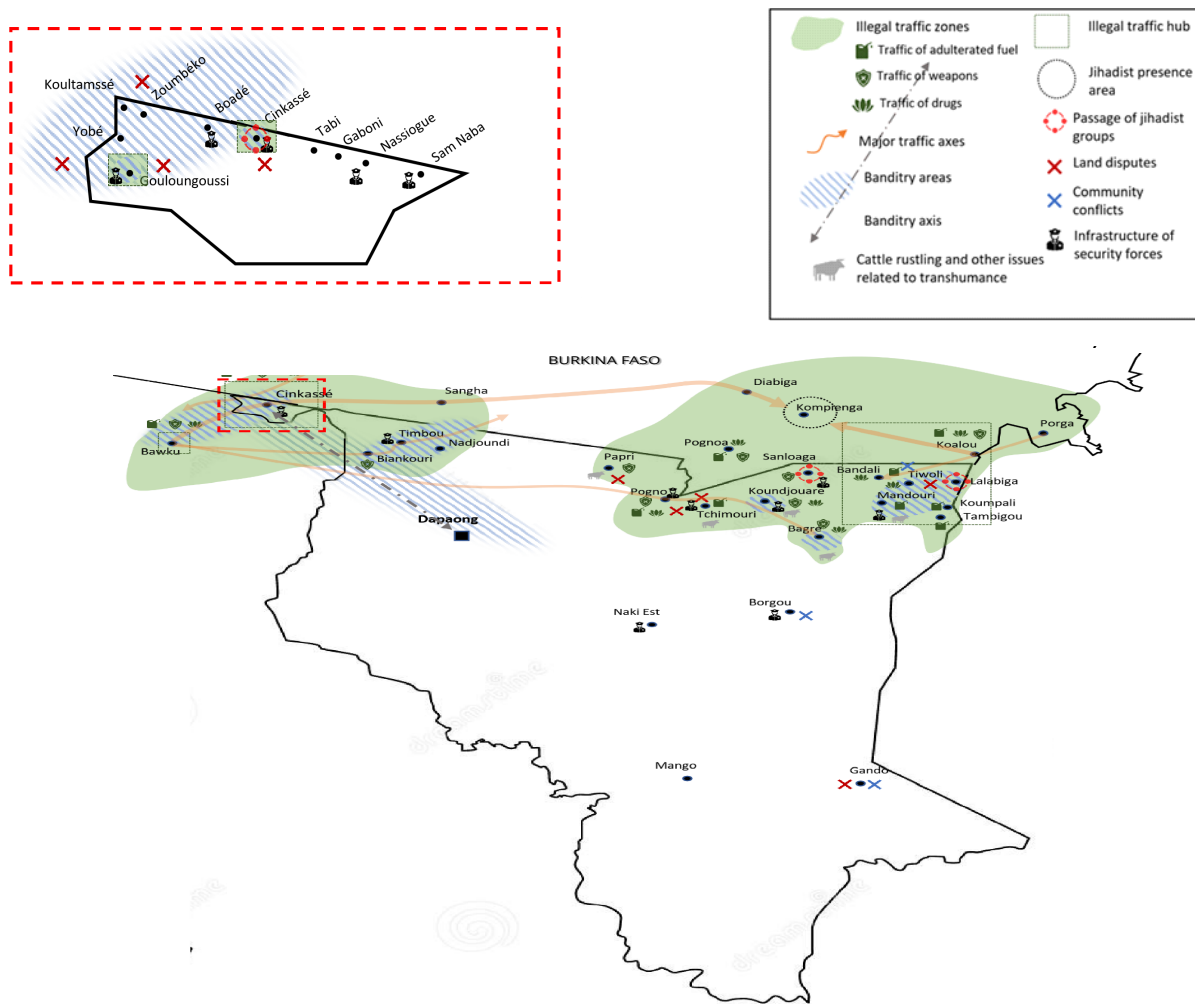 Koultamssé
Zoumbéko
Boadé
Cinkassé
Yobé
Tabi
Gaboni
Nassiogue
Sam Naba
Gouloungoussi
Illegal traffic zones
Traffic of adulterated fuel
Traffic of weapons
Traffic of drugs
Major traffic axes
Banditry areas
Banditry axis
Cattle rustling and other issues
related to transhumance
Illegal traffic hub
Jihadist presence
area
Passage of jihadist
groups
Land disputes
Community
conflicts
Infrastructure of
security forces
BURKINA FASO
Cinkassé
Sangha
Diabiga
Kompienga
Porga
Bawku
Timbou
Nadjoundi
Biankouri
Pognoa
Koalou
Papri
Sanloaga
Bandali
Tiwoli
Lalabiga
Pogno
Koundjouare
Mandouri
Koumpali
Tchimouri
Tambigou
Dapaong
Bagre
Naki Est
Borgou
Mango
Gando
dreamstime
dreamstime